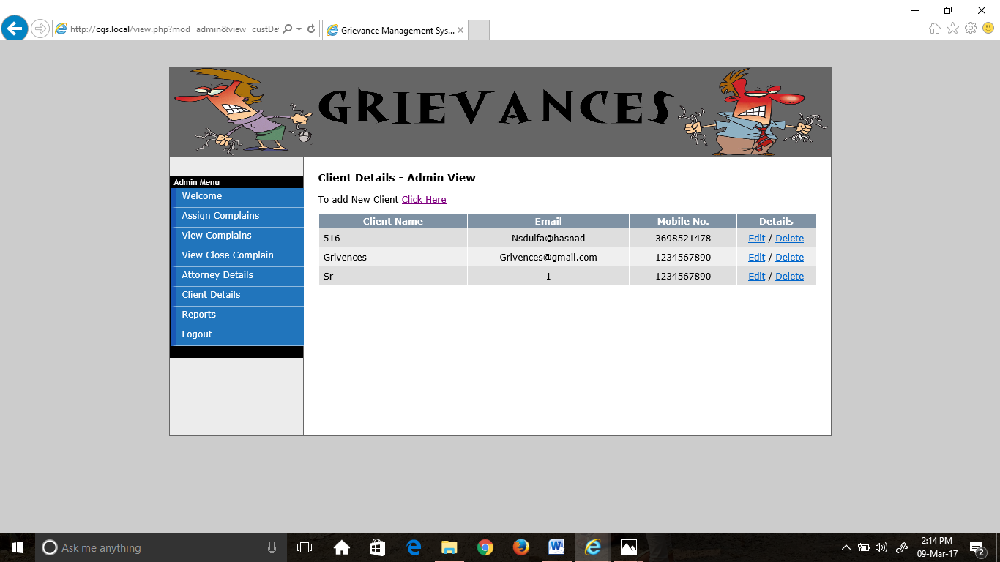 http://cgs.local/view.php?mod=admin&view=custDe
Grievance Management Sys...
GRIEVANCES
Admin Menu
Welcome
Assign Complains
View Complains
View Close Complain
Attorney Details
Client Details
Reports
Logout
Client Details - Admin View
To add New Client Click Here
Client Name Email Mobile No. Details
516 Nsduifa@hasnad 3698521478 Edit / Delete
Grivences Grivences@gmail.com 1234567890 Edit / Delete
Sr 1 1234567890 Edit / Delete
Ask me anything
2:14 PM
09-Mar-17
2